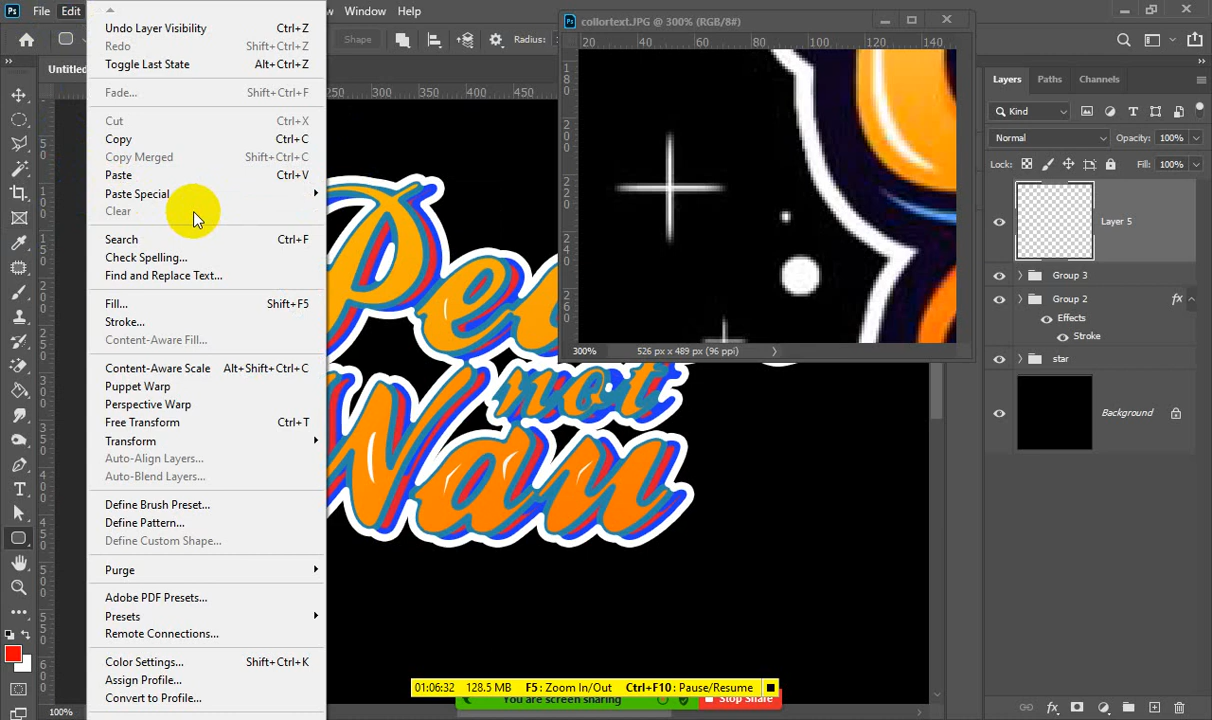 File Edit Window Help
Undo Layer Visibility Ctrl+Z
Redo Shift+Ctrl+Z
Toggle Last State Alt+Ctrl+Z
Fade... Shift+Ctrl+F
Cut Ctrl+X
Copy Ctrl+C
Copy Merged Shift+Ctrl+C
Paste Ctrl+V
Paste Special
Clear
Search Ctrl+F
Check Spelling...
Find and Replace Text...
Fill... Shift+F5
Stroke...
Content-Aware Fill...
Content-Aware Scale Alt+Shift+Ctrl+C
Puppet Warp
Perspective Warp
Free Transform Ctrl+T
Transform
Auto-Align Layers...
Auto-Blend Layers...
Define Brush Preset...
Define Pattern...
Define Custom Shape...
Purge
Adobe PDF Presets...
Presets
Remote Connections...
Color Settings... Shift+Ctrl+K
Assign Profile...
Convert to Profile...
Shape Radius:
Untitled
250 300 350 400 450
100%
collortext.JPG @ 300% (RGB/8#)
20 40 60 80 100 120 140
300% 526 px x 489 px (96 ppi)
not
Wan
Layers Paths Channels
Kind
Normal Opacity: 100%
Lock: Fill: 100%
Layer 5
Group 3
Group 2 fx
Effects
Stroke
star
Background
01:06:32 128.5 MB F5: Zoom In/Out Ctrl+F10: Pause/Resume
You are screen sharing Stop Share